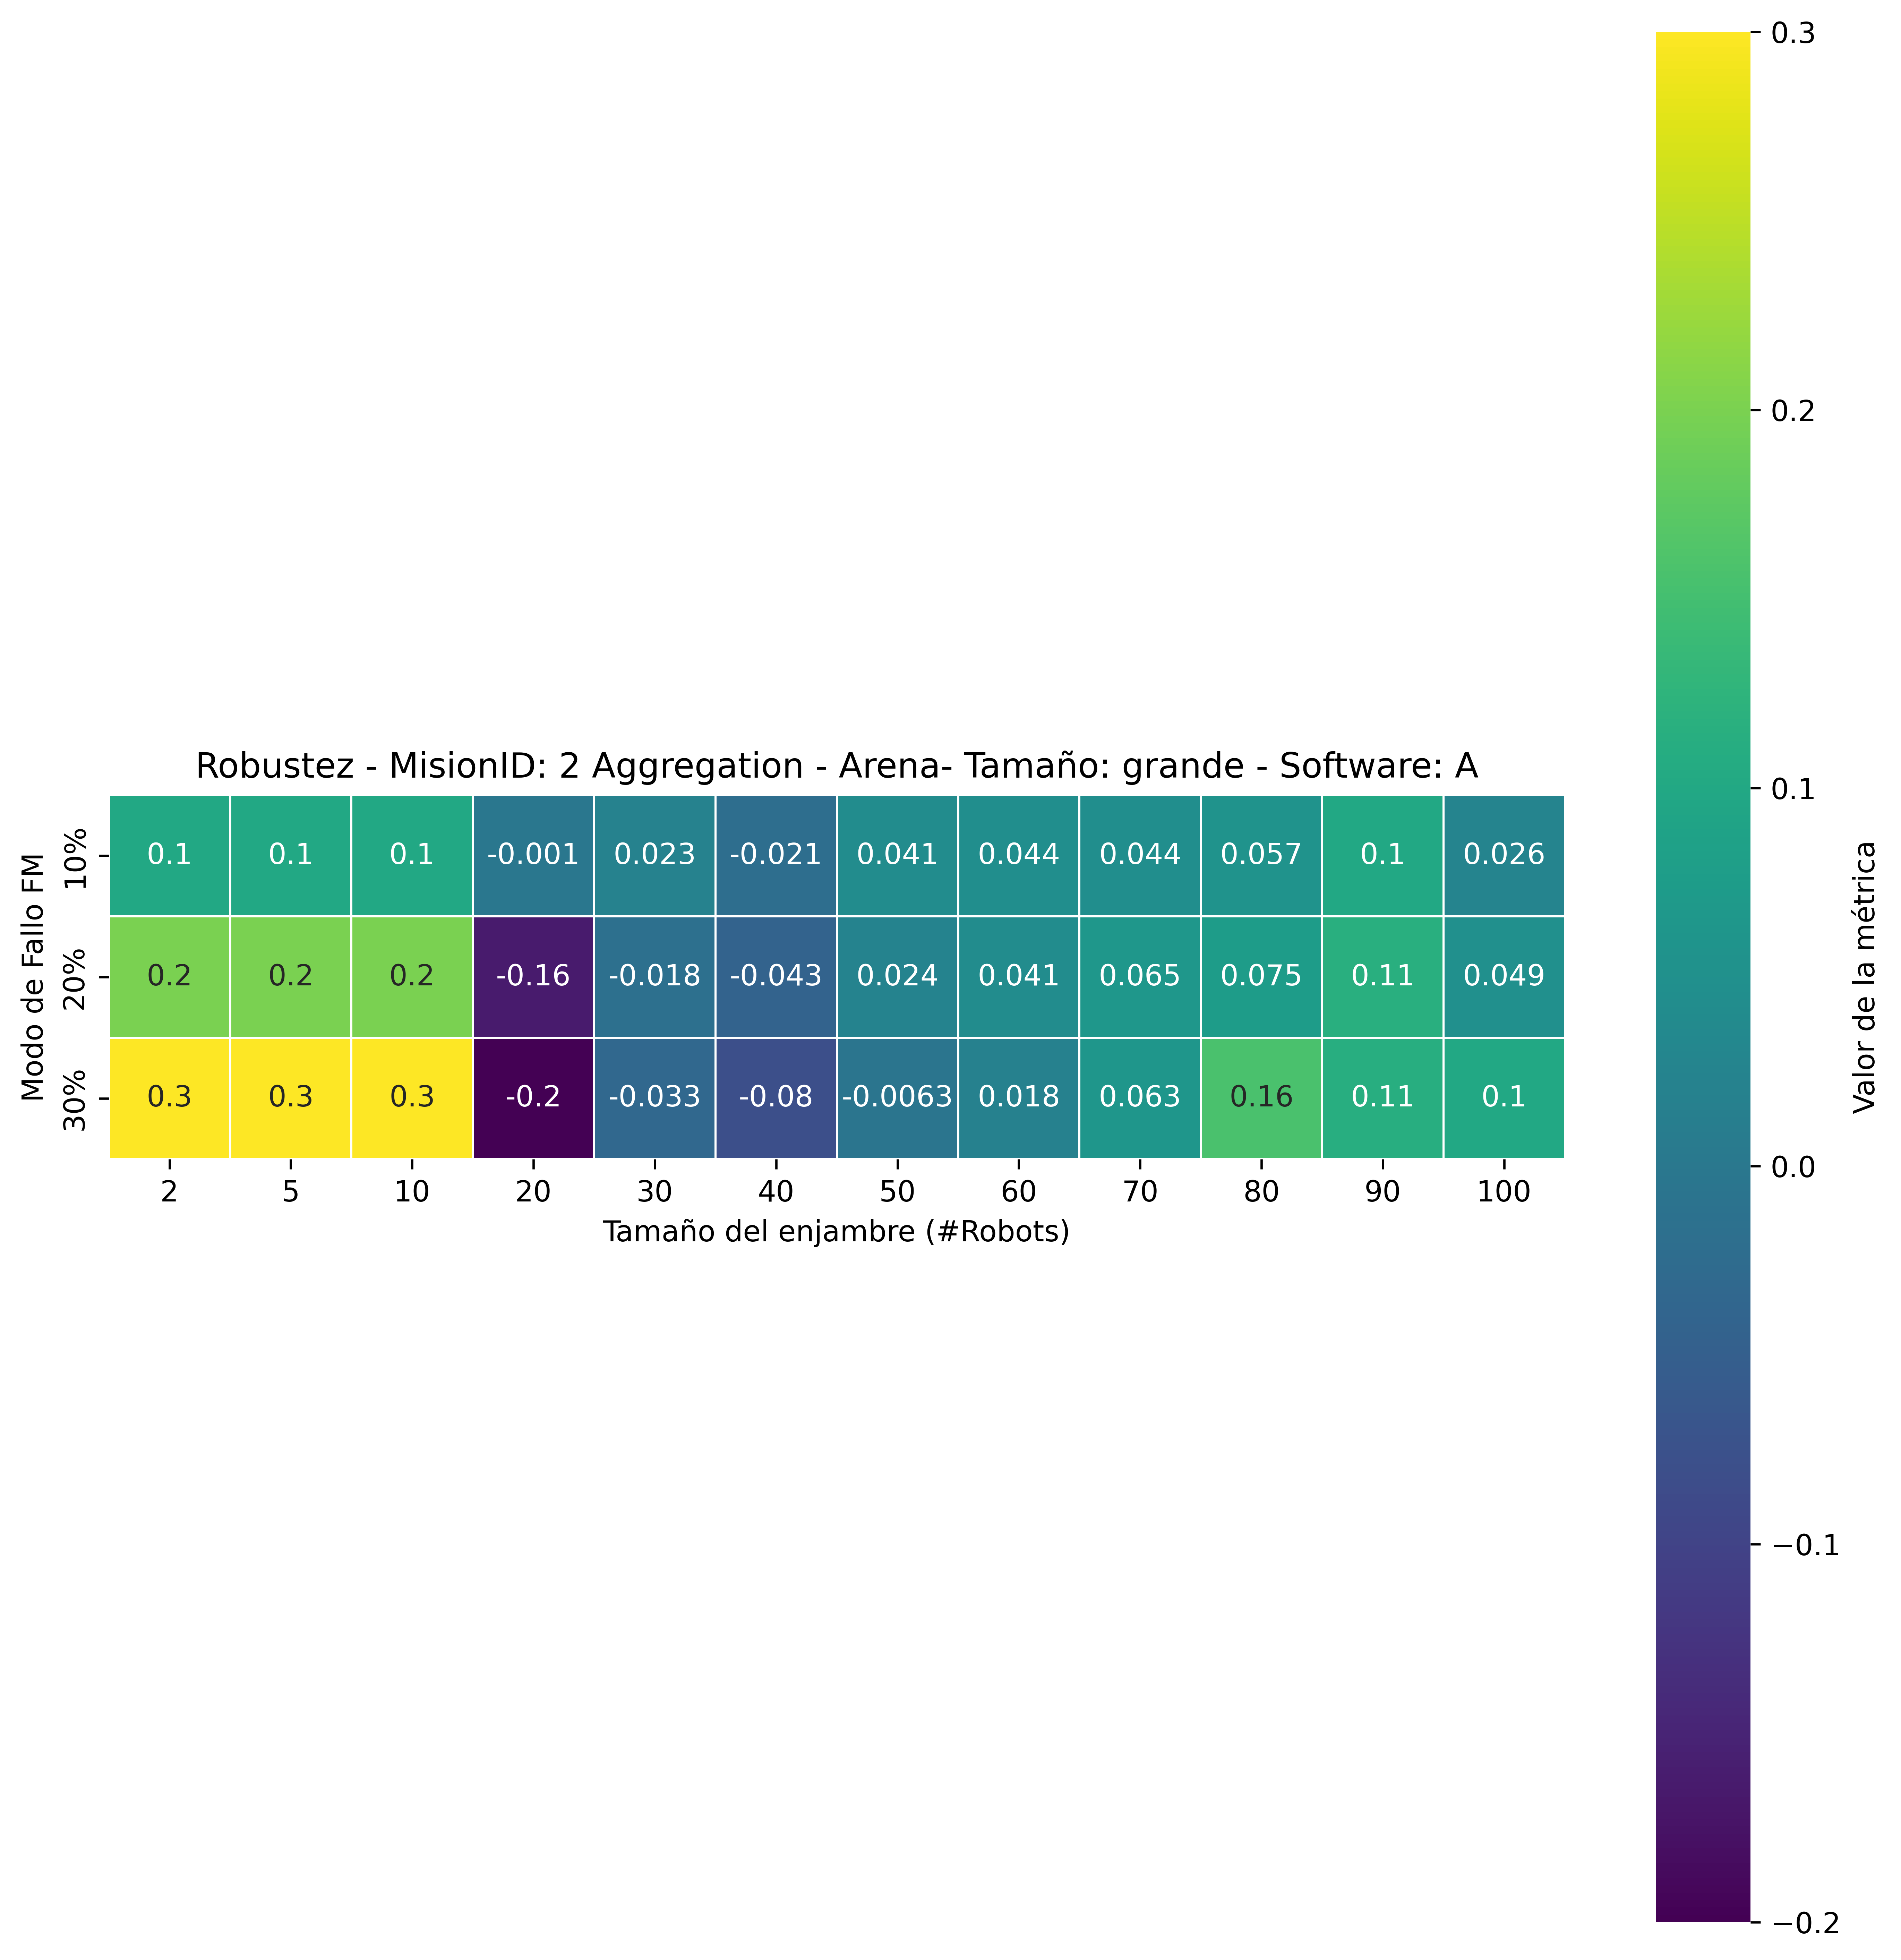 Robustez - MisionID: 2 Aggregation - Arena- Tamaño: grande - Software: A
Modo de Fallo FM
10% 0.1 0.1 0.1 -0.001 0.023 -0.021 0.041 0.044 0.044 0.057 0.1 0.026
20% 0.2 0.2 0.2 -0.16 -0.018 -0.043 0.024 0.041 0.065 0.075 0.11 0.049
30% 0.3 0.3 0.3 -0.2 -0.033 -0.08 -0.0063 0.018 0.063 0.16 0.11 0.1
2 5 10 20 30 40 50 60 70 80 90 100
Tamaño del enjambre (#Robots)
0.3
0.2
0.1
0.0
−0.1
−0.2
Valor de la métrica